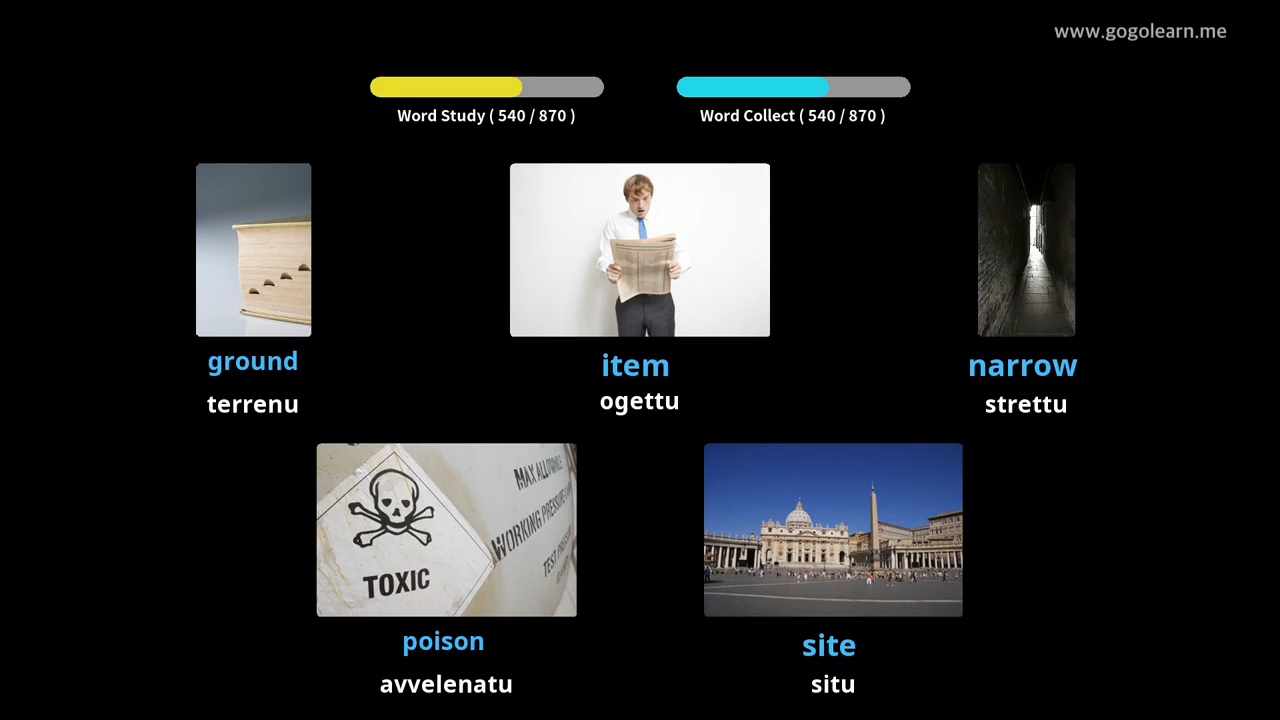 www.gogolearn.me
Word Study ( 540 / 870 )
Word Collect ( 540 / 870 )
ground
terrenu
item
ogettu
narrow
strettu
MAX ALLOWABLE
WORKING PRESSURE
TEST PRESSURE
TOXIC
poison
avvelenatu
site
situ